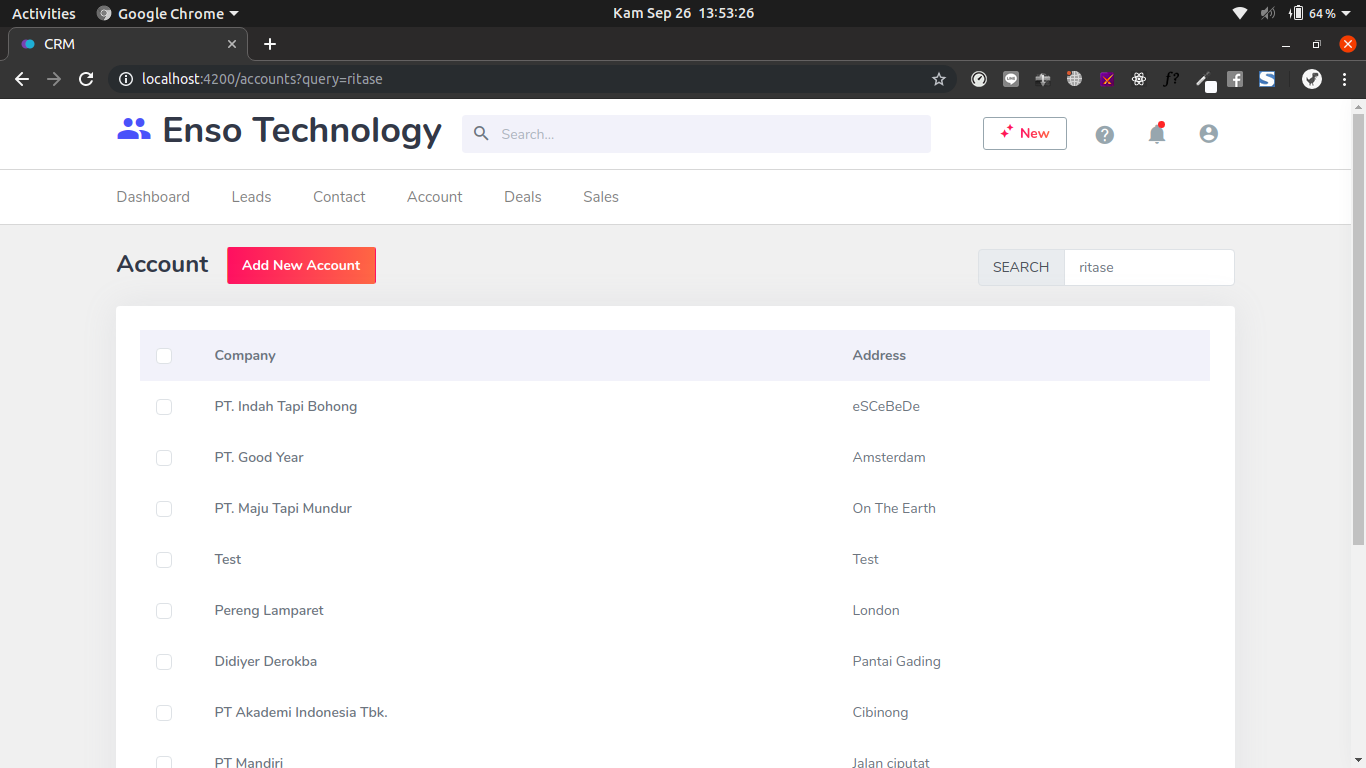 Activities Google Chrome Kam Sep 26 13:53:26 64 %
CRM
localhost:4200/accounts?query=ritase f?
Enso Technology Search... New
Dashboard Leads Contact Account Deals Sales
Account Add New Account SEARCH ritase
Company Address
PT. Indah Tapi Bohong eSCeBeDe
PT. Good Year Amsterdam
PT. Maju Tapi Mundur On The Earth
Test Test
Pereng Lamparet London
Didiyer Derokba Pantai Gading
PT Akademi Indonesia Tbk. Cibinong
PT Mandiri Jalan ciputat